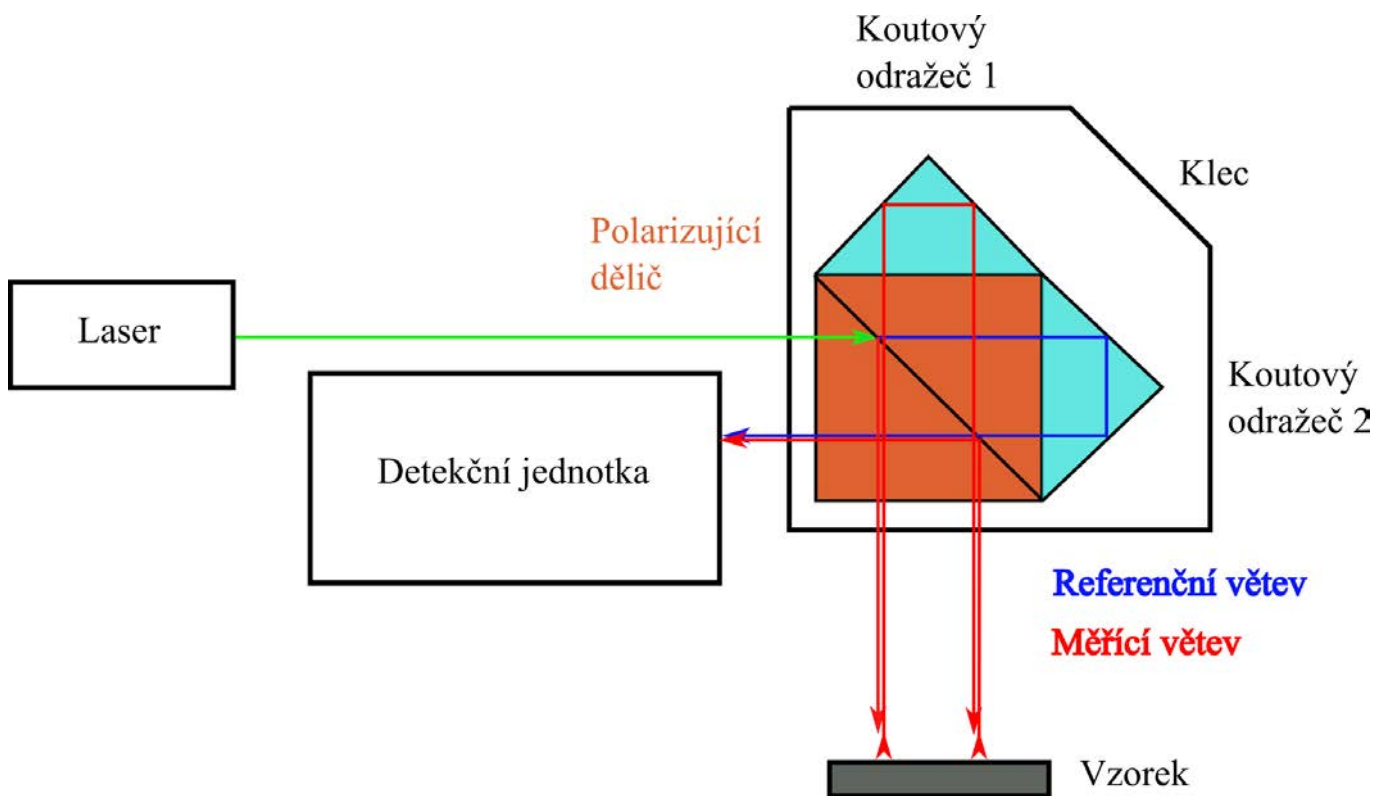 Koutový
odražeč 1
Klec
Polarizující
dělič
Laser
Koutový
odražeč 2
Detekční jednotka
Referenční větev
Měřící větev
Vzorek